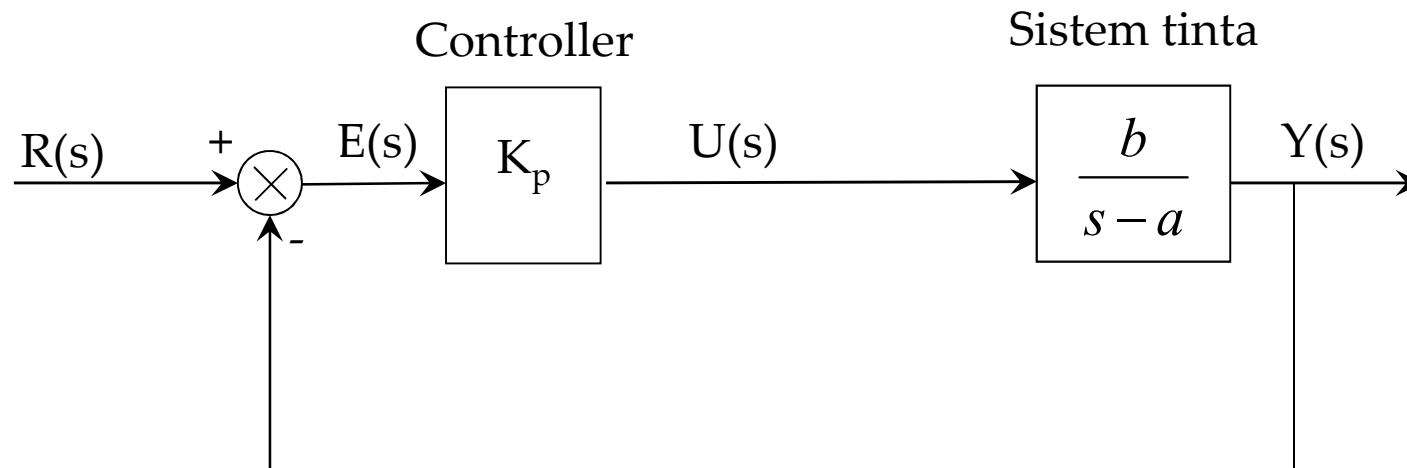 Controller
Sistem tinta
R(s)
+
-
E(s)
K_p
U(s)
b
s − a
Y(s)